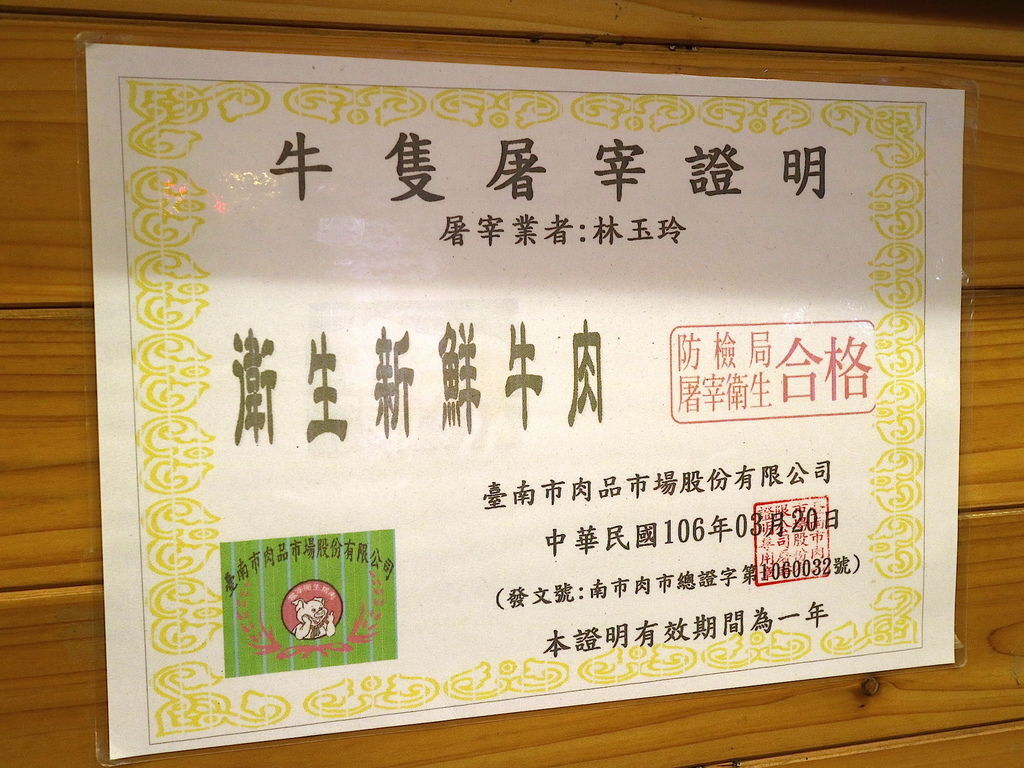 牛隻屠宰證明
屠宰業者:林玉玲
衛生新鮮牛肉
防檢局
屠宰衛生
合格
臺南市肉品市場股份有限公司
中華民國106年03月20日
(發文號:南市肉市總證字第1060032號)
本證明有效期間為一年
臺南市肉品市場股份有限公司